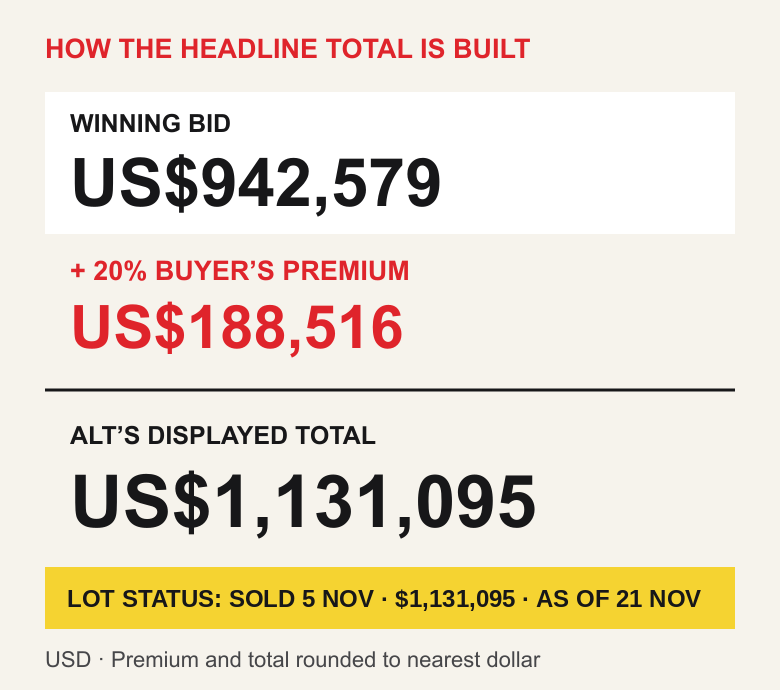 HOW THE HEADLINE TOTAL IS BUILT
WINNING BID
US$942,579
+ 20% BUYER’S PREMIUM
US$188,516
ALT’S DISPLAYED TOTAL
US$1,131,095
LOT STATUS: SOLD 5 NOV · $1,131,095 · AS OF 21 NOV
USD · Premium and total rounded to nearest dollar